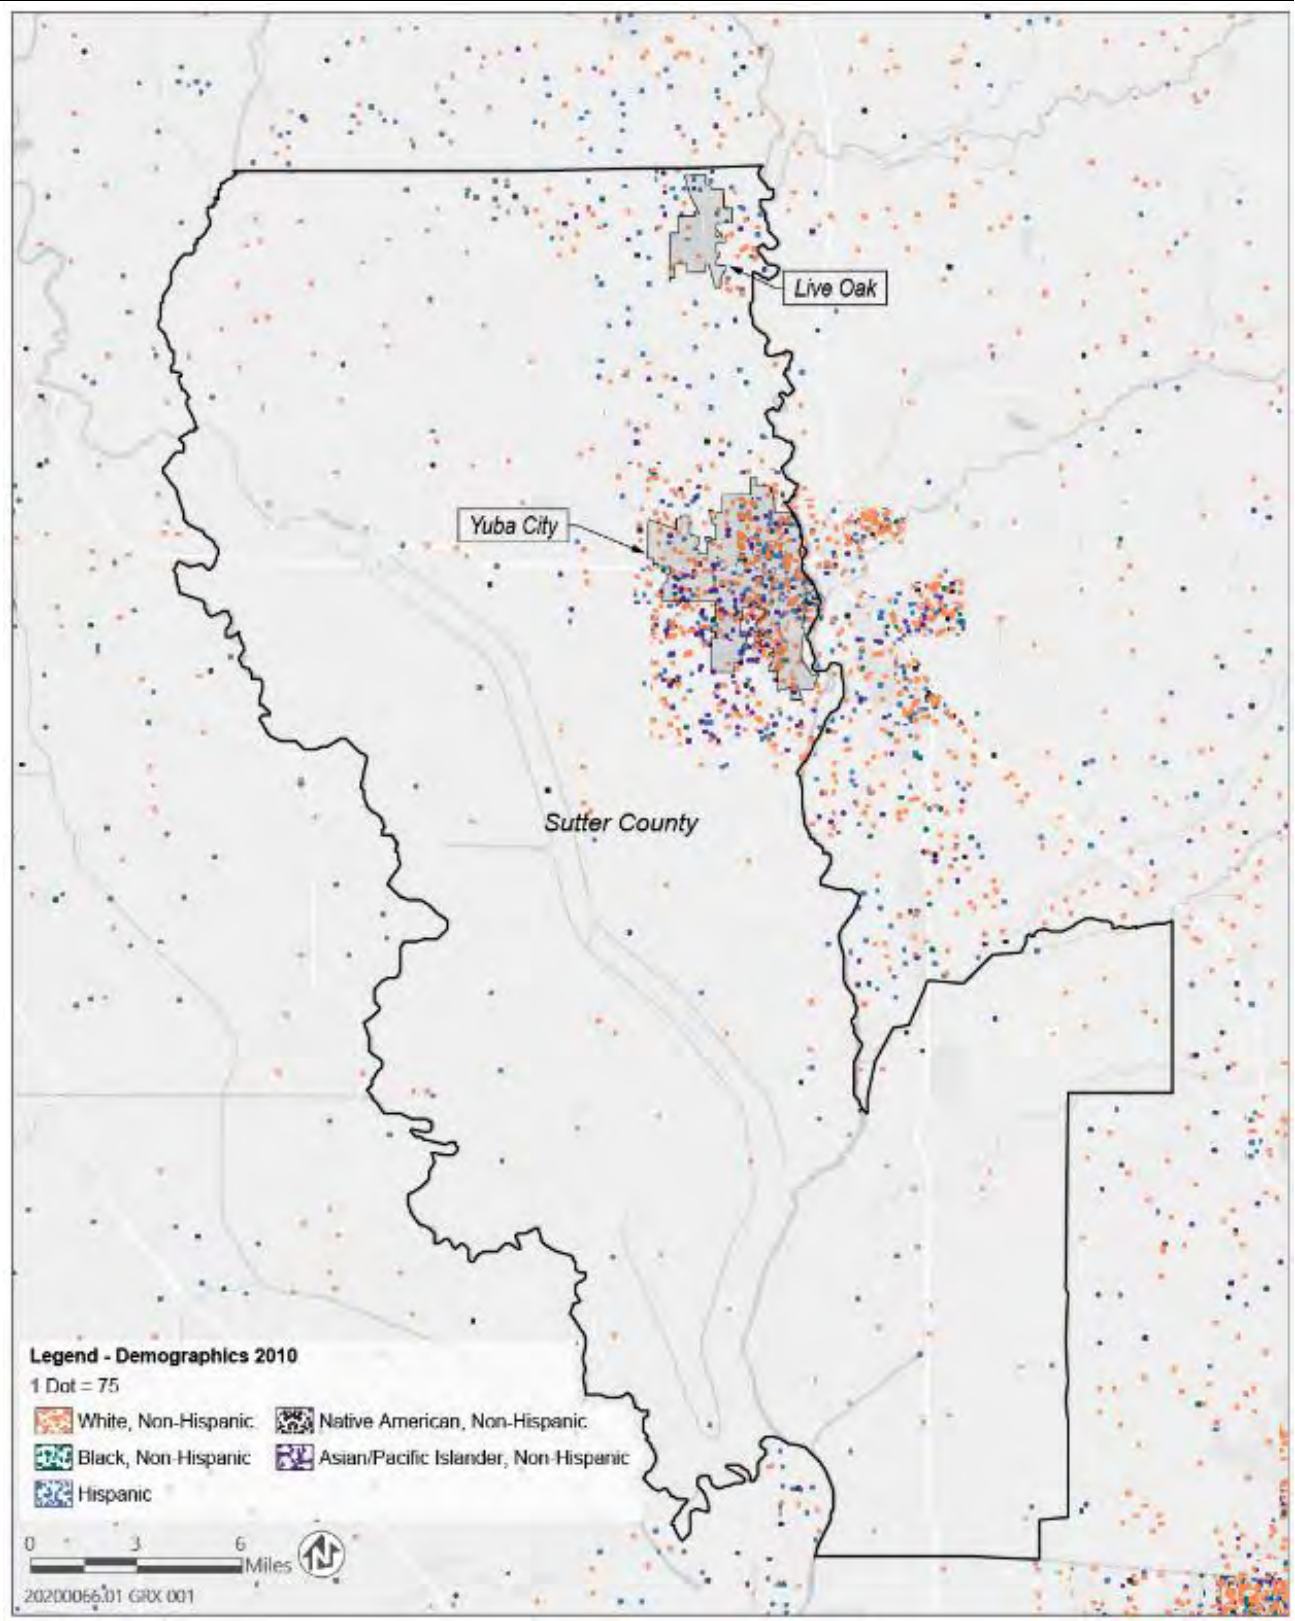 Live Oak
Yuba City
Sutter County
Legend - Demographics 2010
1 Dot = 75
White, Non-Hispanic
Native American, Non-Hispanic
Black, Non-Hispanic
Asian/Pacific Islander, Non-Hispanic
Hispanic
0 3 6
Miles
20200066.01 GRX 001